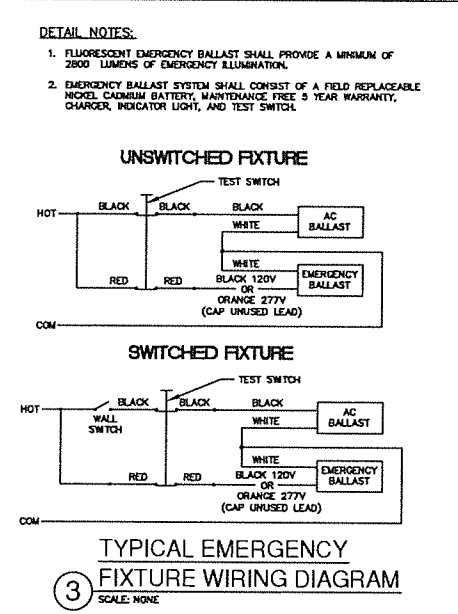 DETAIL NOTES:
1. FLUORESCENT EMERGENCY BALLAST SHALL PROVIDE A MINIMUM OF
2800 LUMENS OF EMERGENCY ILLUMINATION.
2. EMERGENCY BALLAST SYSTEM SHALL CONSIST OF A FIELD REPLACEABLE
NICKEL CADMIUM BATTERY, MAINTENANCE FREE 5 YEAR WARRANTY,
CHARGER, INDICATOR LIGHT, AND TEST SWITCH.
UNSWITCHED FIXTURE
TEST SWITCH
HOT
BLACK
BLACK
BLACK
AC
BALLAST
WHITE
WHITE
RED
RED
BLACK 120V
OR
ORANGE 277V
(CAP UNUSED LEAD)
EMERGENCY
BALLAST
COM
SWITCHED FIXTURE
TEST SWITCH
HOT
WALL
SWITCH
BLACK
BLACK
BLACK
AC
BALLAST
WHITE
WHITE
RED
RED
BLACK 120V
OR
ORANGE 277V
(CAP UNUSED LEAD)
EMERGENCY
BALLAST
COM
3
TYPICAL EMERGENCY
FIXTURE WIRING DIAGRAM
SCALE: NONE